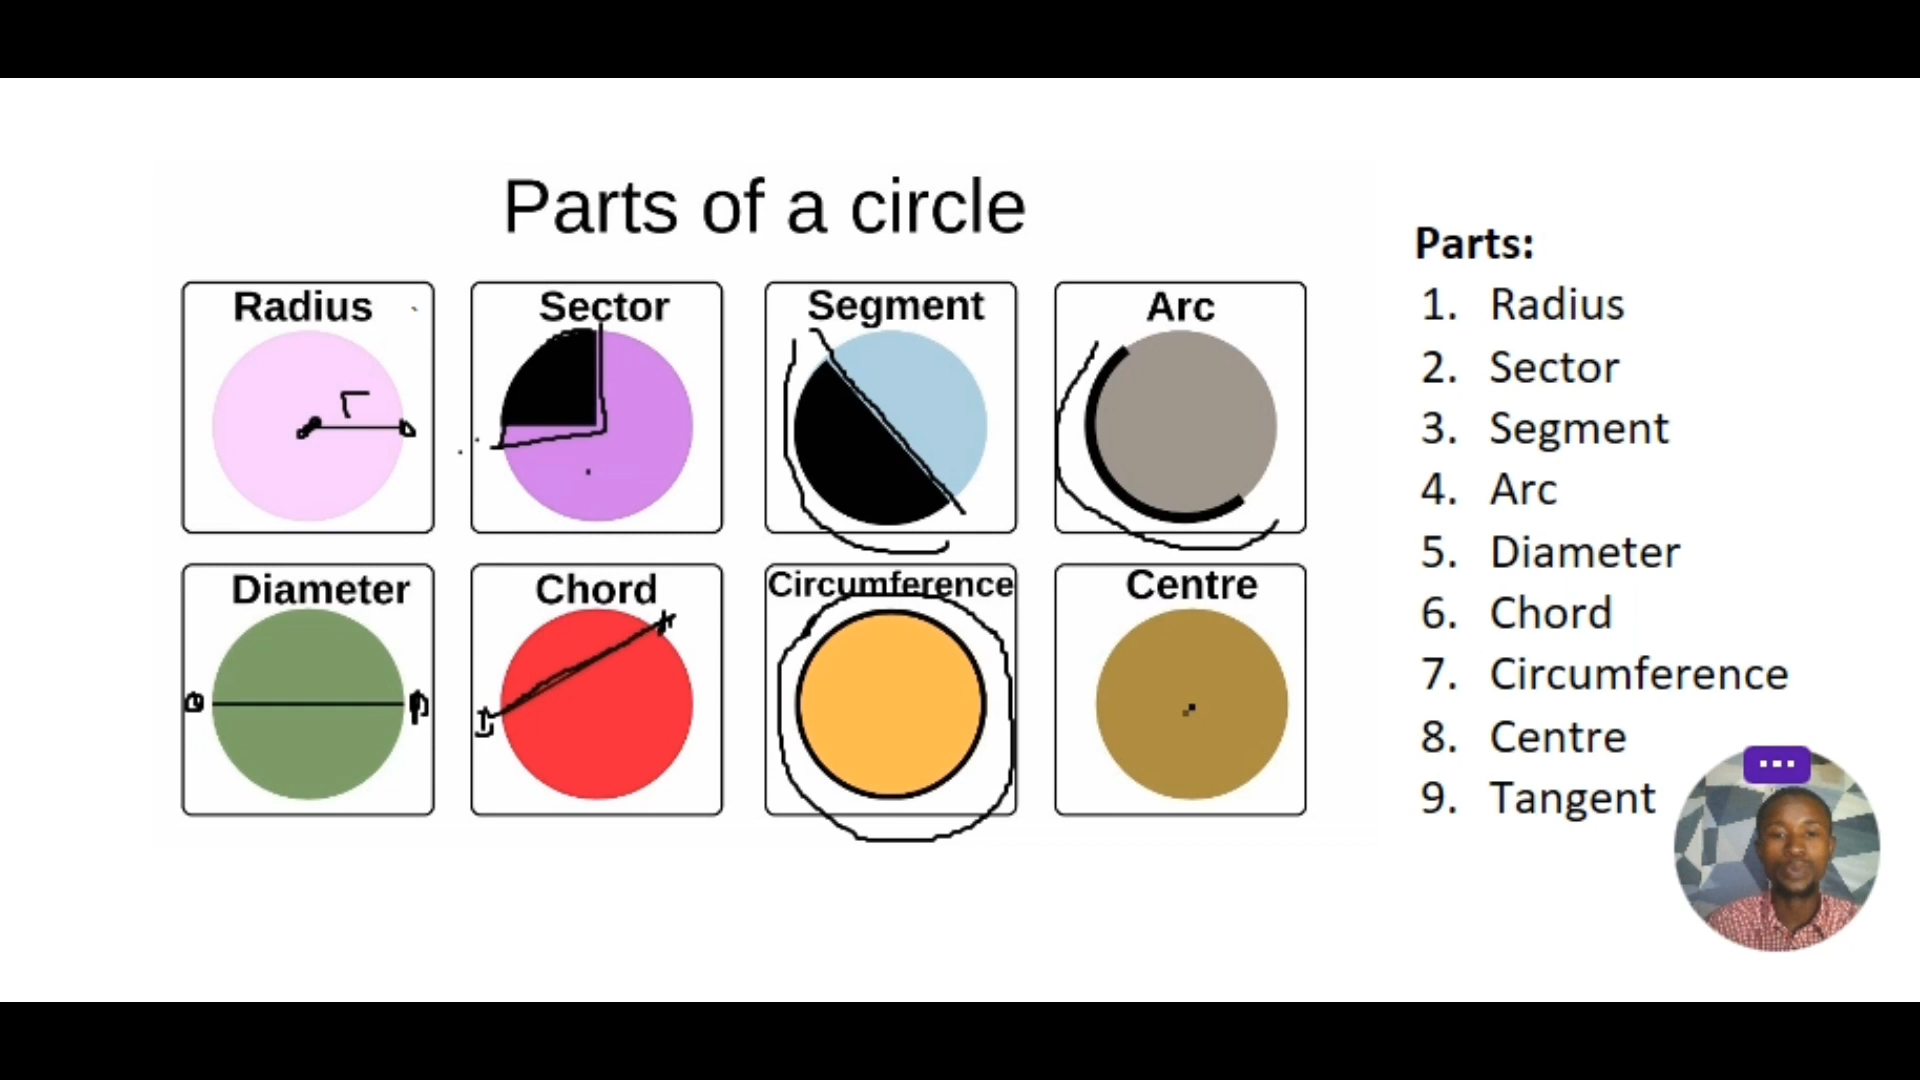 Parts of a circle
Radius
Sector
Segment
Arc
r
Diameter
Chord
Circumference
Centre
Parts:
1. Radius
2. Sector
3. Segment
4. Arc
5. Diameter
6. Chord
7. Circumference
8. Centre
9. Tangent